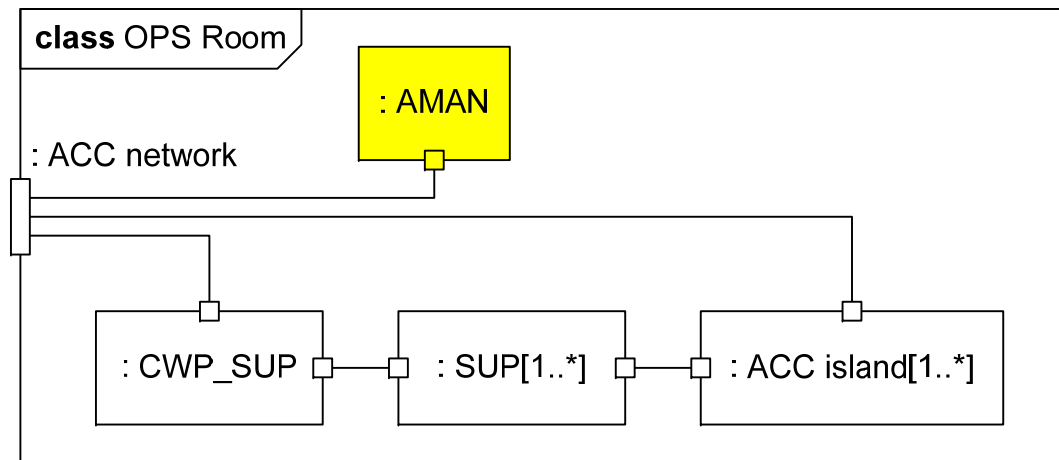 class OPS Room
: AMAN
: ACC network
: CWP_SUP
: SUP[1..*]
: ACC island[1..*]